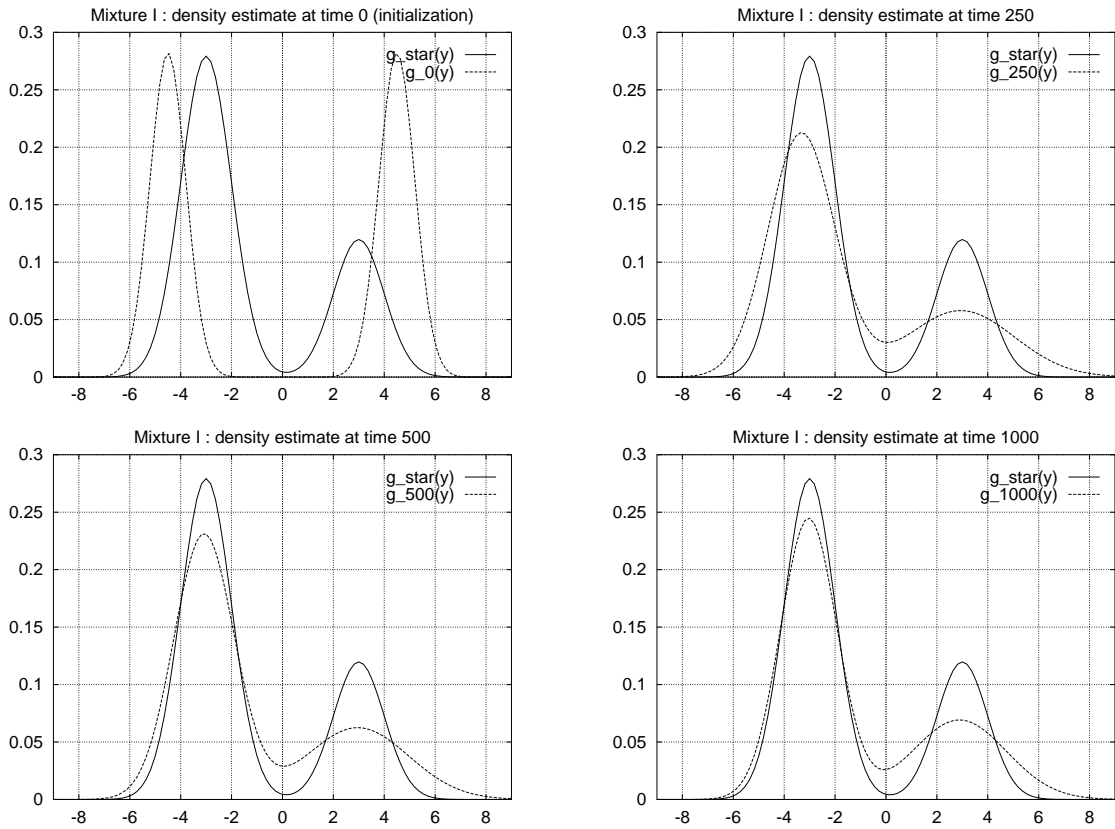 Mixture I : density estimate at time 0 (initialization)
0.3
0.25
0.2
0.15
0.1
0.05
0
-8 -6 -4 -2 0 2 4 6 8
g_star(y)
g_0(y)
Mixture I : density estimate at time 250
0.3
0.25
0.2
0.15
0.1
0.05
0
-8 -6 -4 -2 0 2 4 6 8
g_star(y)
g_250(y)
Mixture I : density estimate at time 500
0.3
0.25
0.2
0.15
0.1
0.05
0
-8 -6 -4 -2 0 2 4 6 8
g_star(y)
g_500(y)
Mixture I : density estimate at time 1000
0.3
0.25
0.2
0.15
0.1
0.05
0
-8 -6 -4 -2 0 2 4 6 8
g_star(y)
g_1000(y)